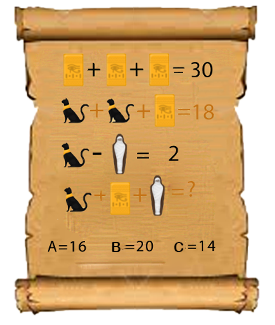 + + = 30
+ + =18
- = 2
+ + =?
A=16 B=20 C=14